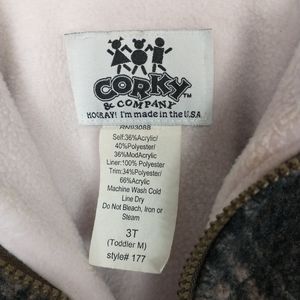 CORKY™
& COMPANY
HOORAY! I'm made in the U.S.A
RN93088
Self:36%Acrylic/
40%Polyester/
36%ModAcrylic
Liner:100% Polyester
Trim:34%Polyester/
66%Acrylic
Machine Wash Cold
Line Dry
Do Not Bleach, Iron or
Steam
3T
(Toddler M)
style# 177